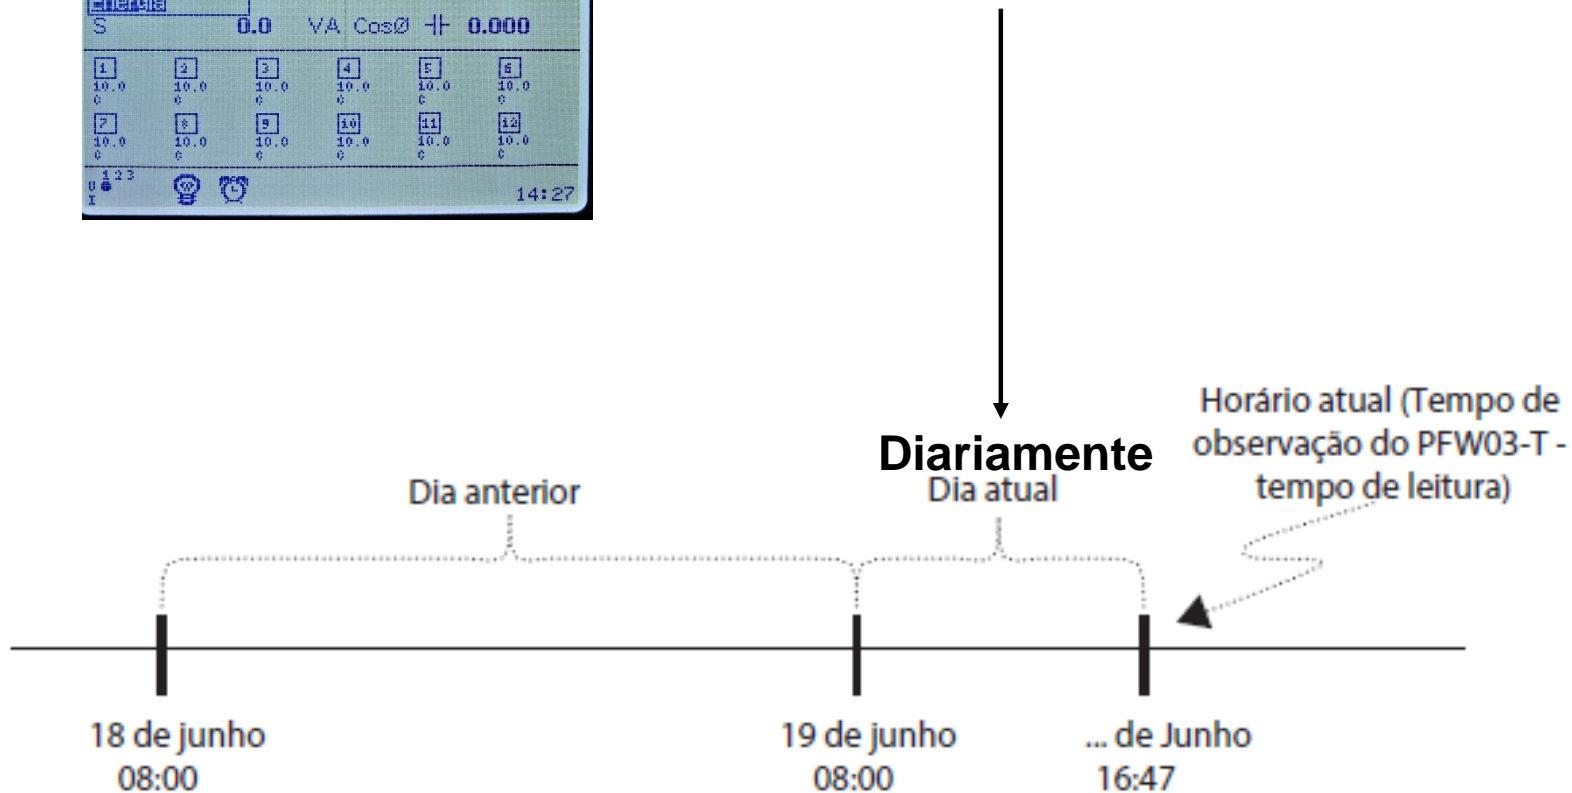 S 0.0 VA CosØ ⊣⊢ 0.000
1 2 3 4 5 6
10.0 10.0 10.0 10.0 10.0 10.0
C C C C C C
7 8 9 10 11 12
10.0 10.0 10.0 10.0 10.0 10.0
C C C C C C
1 2 3
U
I
14:27
Diariamente
Horário atual (Tempo de
observação do PFW03-T -
tempo de leitura)
Dia anterior
Dia atual
18 de junho
08:00
19 de junho
08:00
... de Junho
16:47